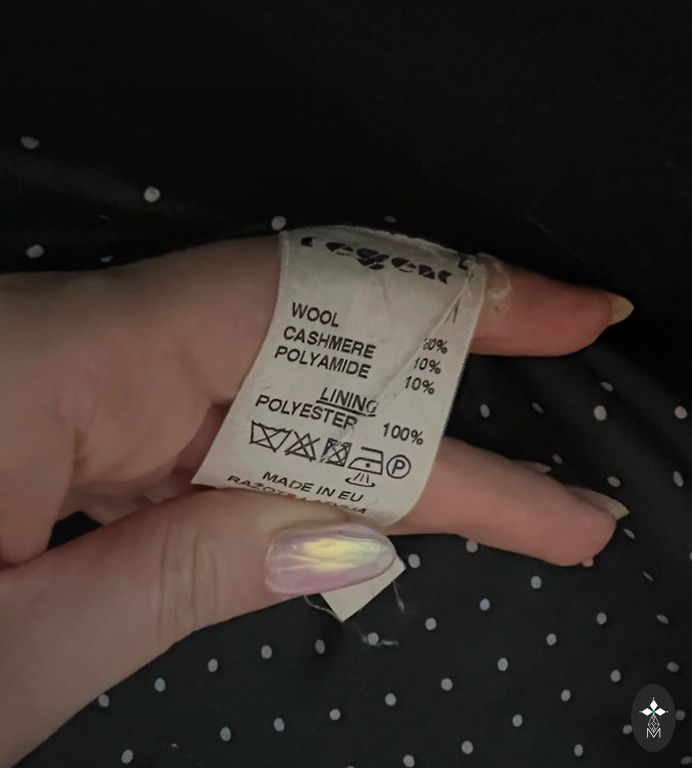 WOOL
CASHMERE 10%
POLYAMIDE 10%
LINING
POLYESTER 100%
P
MADE IN EU
M